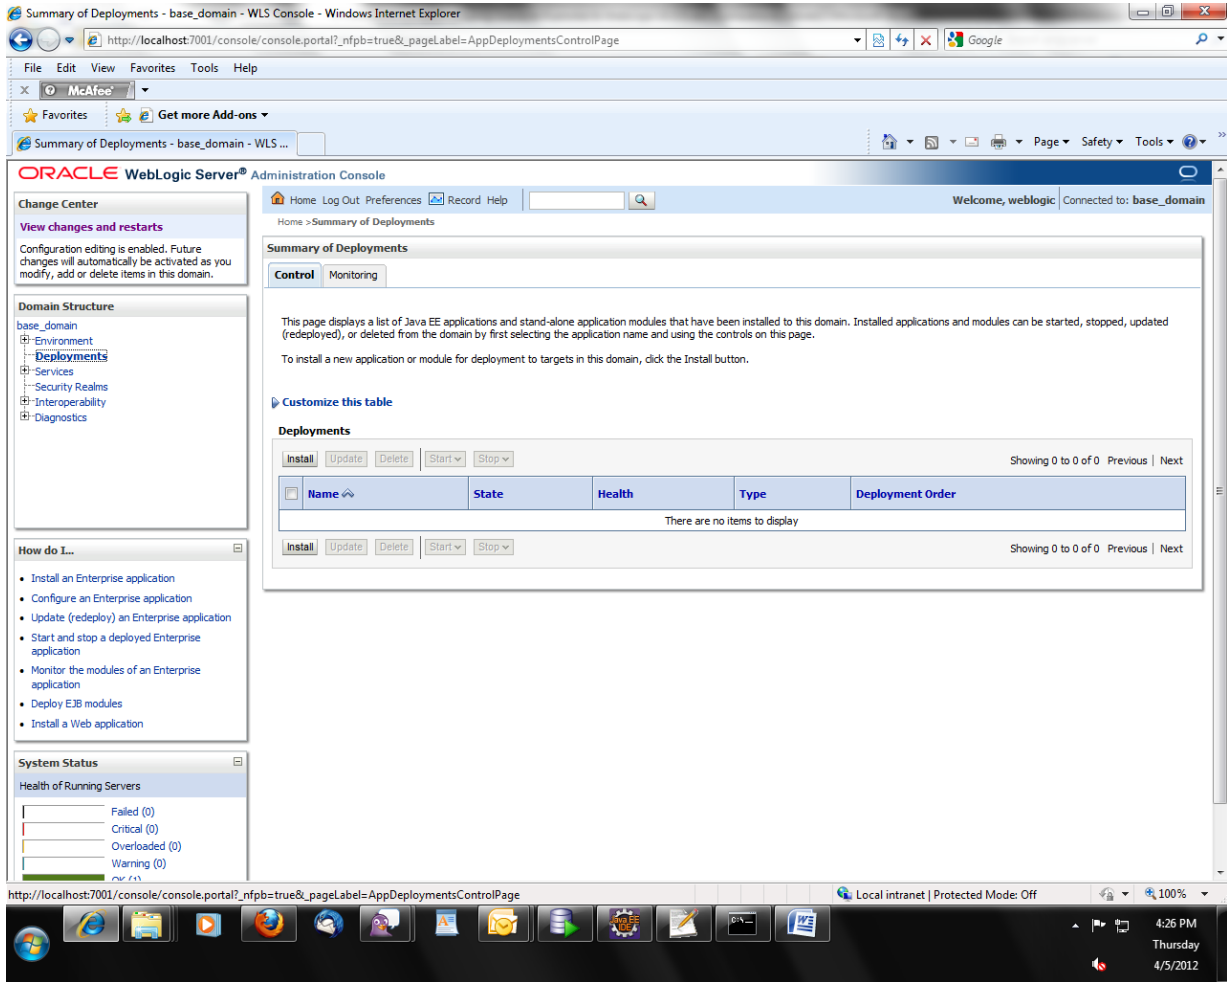 Summary of Deployments - base_domain - WLS Console - Windows Internet Explorer
http://localhost:7001/console/console.portal?_nfpb=true&_pageLabel=AppDeploymentsControlPage
Google
File Edit View Favorites Tools Help
x McAfee
Favorites Get more Add-ons
Summary of Deployments - base_domain - WLS ...
Page Safety Tools
ORACLE WebLogic Server® Administration Console
Change Center
View changes and restarts
Configuration editing is enabled. Future
changes will automatically be activated as you
modify, add or delete items in this domain.
Domain Structure
base_domain
Environment
Deployments
Services
Security Realms
Interoperability
Diagnostics
How do I...
Install an Enterprise application
Configure an Enterprise application
Update (redeploy) an Enterprise application
Start and stop a deployed Enterprise
application
Monitor the modules of an Enterprise
application
Deploy EJB modules
Install a Web application
System Status
Health of Running Servers
Failed (0)
Critical (0)
Overloaded (0)
Warning (0)
OK (1)
Home Log Out Preferences Record Help
Welcome, weblogic Connected to: base_domain
Home >Summary of Deployments
Summary of Deployments
Control Monitoring
This page displays a list of Java EE applications and stand-alone application modules that have been installed to this domain. Installed applications and modules can be started, stopped, updated
(redeployed), or deleted from the domain by first selecting the application name and using the controls on this page.
To install a new application or module for deployment to targets in this domain, click the Install button.
Customize this table
Deployments
Install Update Delete Start Stop
Showing 0 to 0 of 0 Previous | Next
Name State Health Type Deployment Order
There are no items to display
Install Update Delete Start Stop
Showing 0 to 0 of 0 Previous | Next
http://localhost:7001/console/console.portal?_nfpb=true&_pageLabel=AppDeploymentsControlPage
Local intranet | Protected Mode: Off
100%
Java EE
IDE
C:\
W
4:26 PM
Thursday
4/5/2012